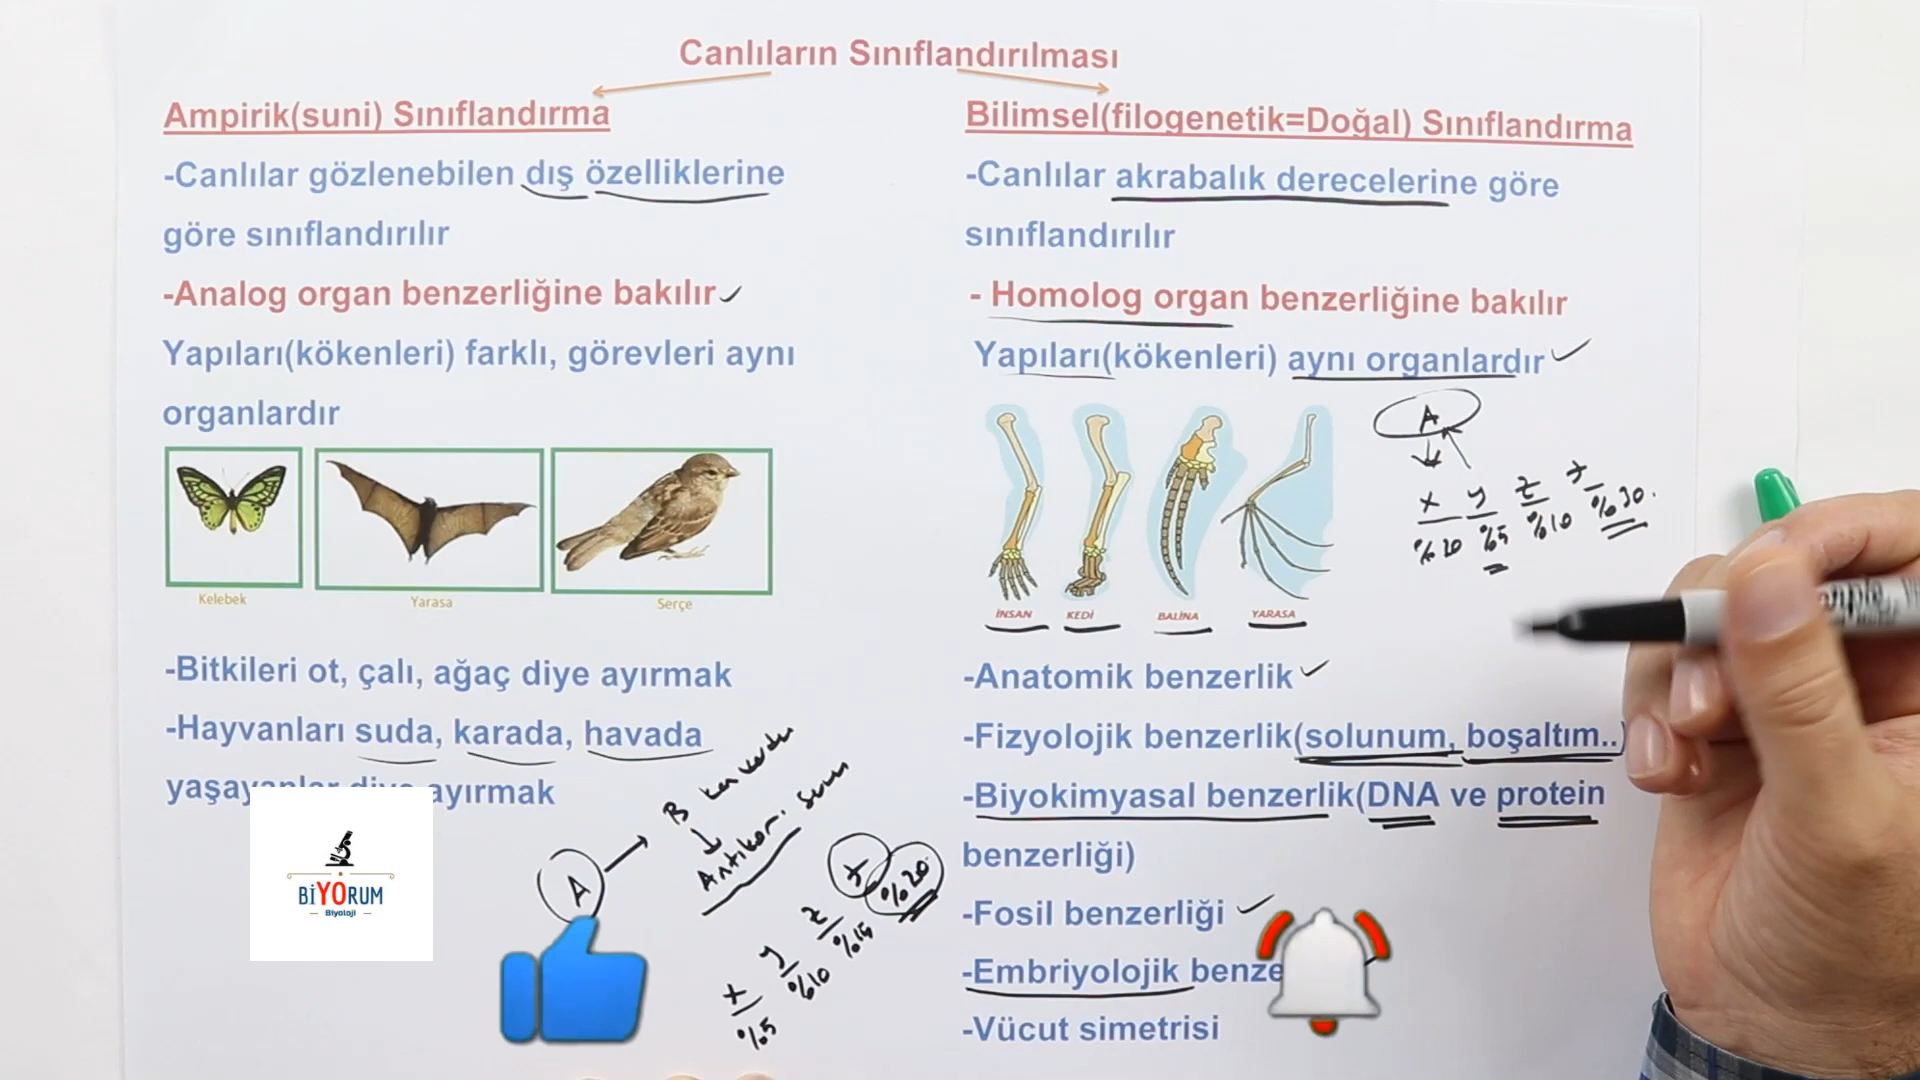 Canlıların Sınıflandırılması
Ampirik(suni) Sınıflandırma
-Canlılar gözlenebilen dış özelliklerine
göre sınıflandırılır
-Analog organ benzerliğine bakılır
Yapıları(kökenleri) farklı, görevleri aynı
organlardır
Kelebek
Yarasa
Serçe
-Bitkileri ot, çalı, ağaç diye ayırmak
-Hayvanları suda, karada, havada
yaşayanlar diye ayırmak
BiYORUM
Biyoloji
A
B
Antikor
x y z t
%5 %10 %15 %20
Bilimsel(filogenetik=Doğal) Sınıflandırma
-Canlılar akrabalık derecelerine göre
sınıflandırılır
- Homolog organ benzerliğine bakılır
Yapıları(kökenleri) aynı organlardır
İNSAN
KEDİ
BALİNA
YARASA
A
x y z t
%20 %5 %10 %30
-Anatomik benzerlik
-Fizyolojik benzerlik(solunum, boşaltım..)
-Biyokimyasal benzerlik(DNA ve protein
benzerliği)
-Fosil benzerliği
-Embriyolojik benze
-Vücut simetrisi